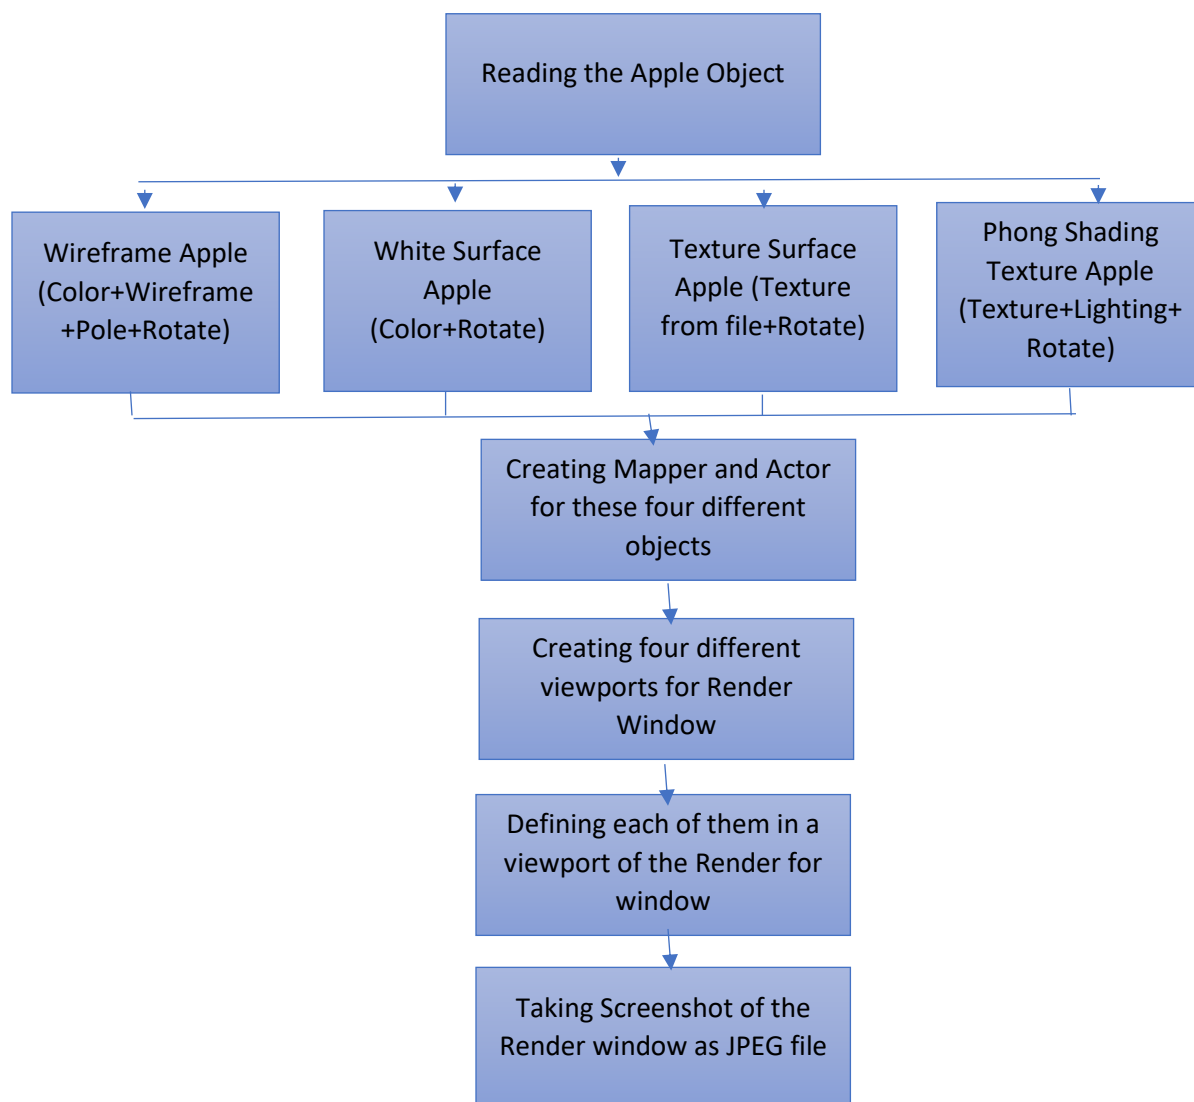 Reading the Apple Object
Wireframe Apple
(Color+Wireframe
+Pole+Rotate)
White Surface
Apple
(Color+Rotate)
Texture Surface
Apple (Texture
from file+Rotate)
Phong Shading
Texture Apple
(Texture+Lighting+
Rotate)
Creating Mapper and Actor
for these four different
objects
Creating four different
viewports for Render
Window
Defining each of them in a
viewport of the Render for
window
Taking Screenshot of the
Render window as JPEG file